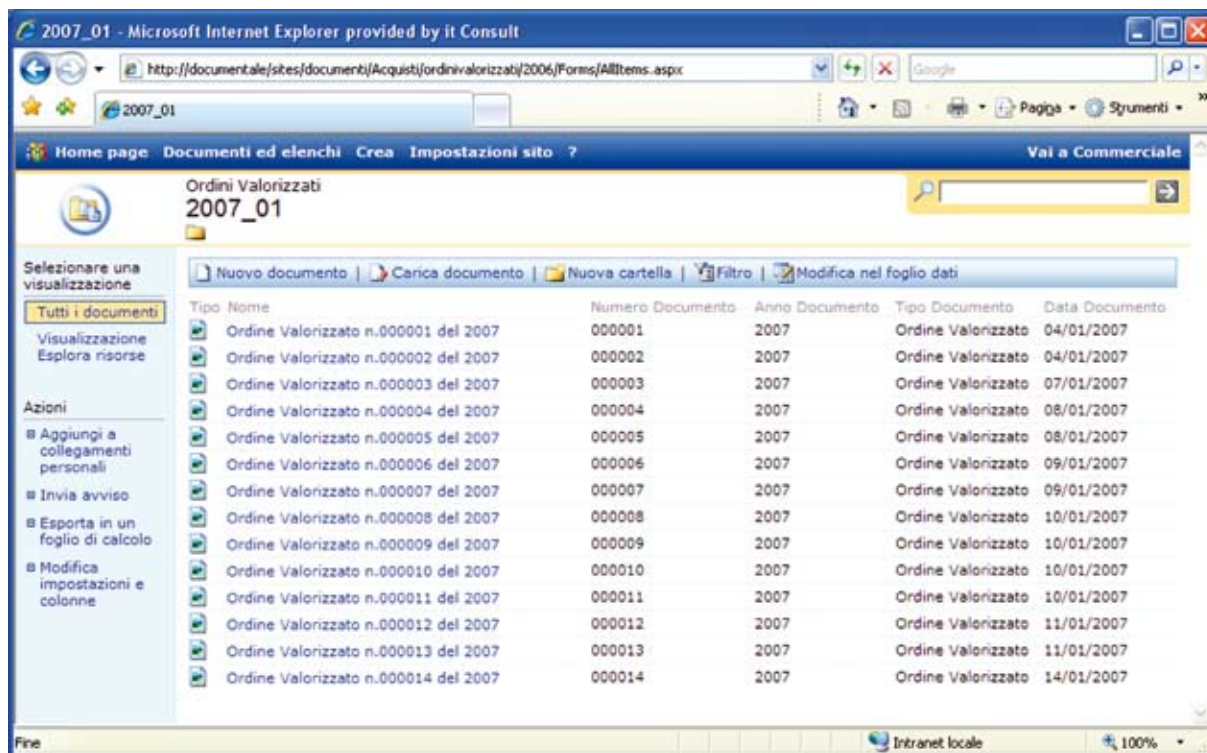 2007_01 - Microsoft Internet Explorer provided by it Consult
http://documentale/sites/documenti/Acquisti/ordinivalorizzati/2006/Forms/AllItems.aspx Google
2007_01 Pagina Strumenti »
Home page Documenti ed elenchi Crea Impostazioni sito ? Vai a Commerciale
Ordini Valorizzati
2007_01
Selezionare una
visualizzazione
Tutti i documenti
Visualizzazione
Esplora risorse
Azioni
Aggiungi a
collegamenti
personali
Invia avviso
Esporta in un
foglio di calcolo
Modifica
impostazioni e
colonne
Nuovo documento | Carica documento | Nuova cartella | Filtro | Modifica nel foglio dati
Tipo Nome Numero Documento Anno Documento Tipo Documento Data Documento
Ordine Valorizzato n.000001 del 2007 000001 2007 Ordine Valorizzato 04/01/2007
Ordine Valorizzato n.000002 del 2007 000002 2007 Ordine Valorizzato 04/01/2007
Ordine Valorizzato n.000003 del 2007 000003 2007 Ordine Valorizzato 07/01/2007
Ordine Valorizzato n.000004 del 2007 000004 2007 Ordine Valorizzato 08/01/2007
Ordine Valorizzato n.000005 del 2007 000005 2007 Ordine Valorizzato 08/01/2007
Ordine Valorizzato n.000006 del 2007 000006 2007 Ordine Valorizzato 09/01/2007
Ordine Valorizzato n.000007 del 2007 000007 2007 Ordine Valorizzato 09/01/2007
Ordine Valorizzato n.000008 del 2007 000008 2007 Ordine Valorizzato 10/01/2007
Ordine Valorizzato n.000009 del 2007 000009 2007 Ordine Valorizzato 10/01/2007
Ordine Valorizzato n.000010 del 2007 000010 2007 Ordine Valorizzato 10/01/2007
Ordine Valorizzato n.000011 del 2007 000011 2007 Ordine Valorizzato 10/01/2007
Ordine Valorizzato n.000012 del 2007 000012 2007 Ordine Valorizzato 11/01/2007
Ordine Valorizzato n.000013 del 2007 000013 2007 Ordine Valorizzato 11/01/2007
Ordine Valorizzato n.000014 del 2007 000014 2007 Ordine Valorizzato 14/01/2007
Fine Intranet locale 100%